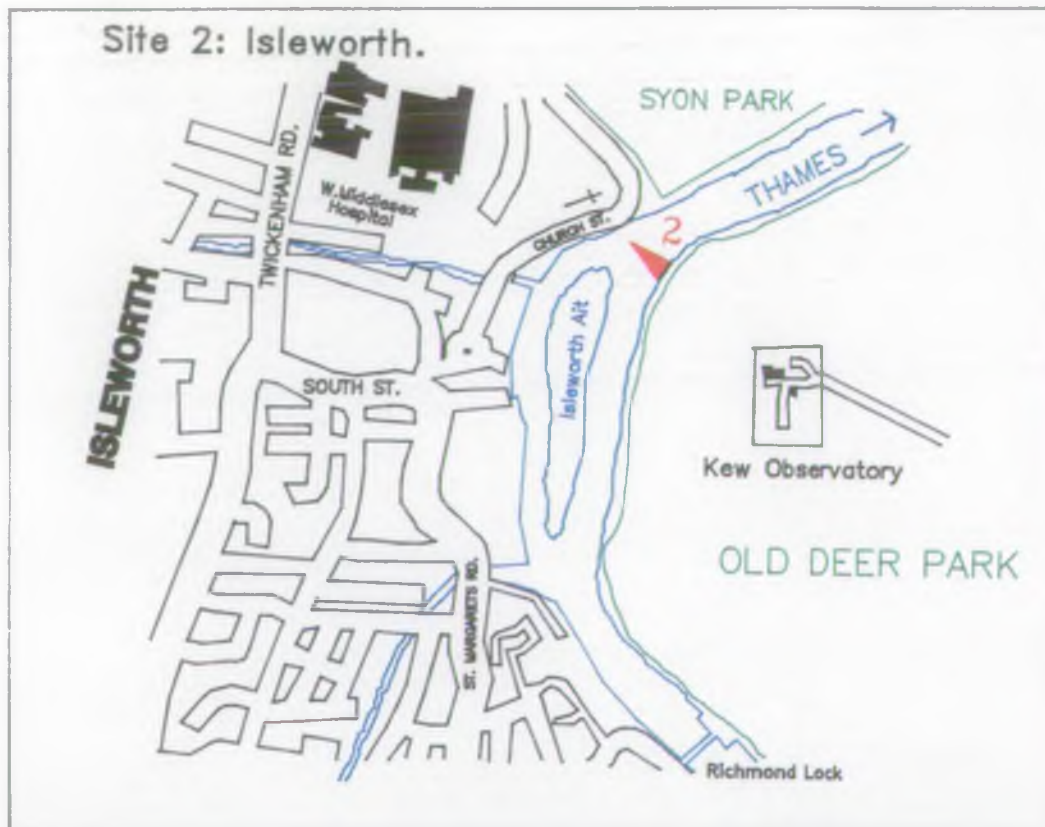 Site 2: Isleworth.
SYON PARK
THAMES
TWICKENHAM RD.
W.Middlesex
Hospital
CHURCH ST.
2
ISLEWORTH
Isleworth Ait
SOUTH ST.
Kew Observatory
OLD DEER PARK
ST. MARGARETS RD.
Richmond Lock